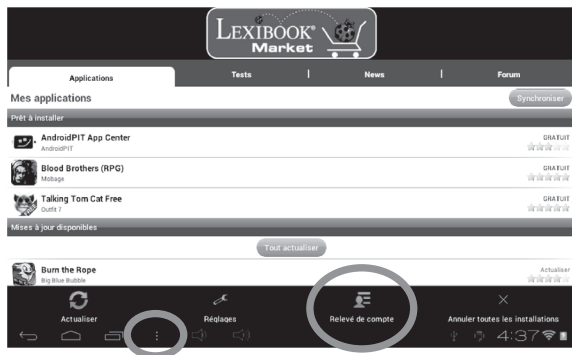 LEXIBOOK®
Market
Applications Tests | News | Forum
Mes applications Synchroniser
Prêt à installer
AndroidPIT App Center GRATUIT
AndroidPIT
Blood Brothers (RPG) GRATUIT
Mobage
Talking Tom Cat Free GRATUIT
Outfit 7
Mises à jour disponibles
Tout actualiser
Burn the Rope Actualiser
Big Blue Bubble
Actualiser Réglages Relevé de compte Annuler toutes les installations
4:37